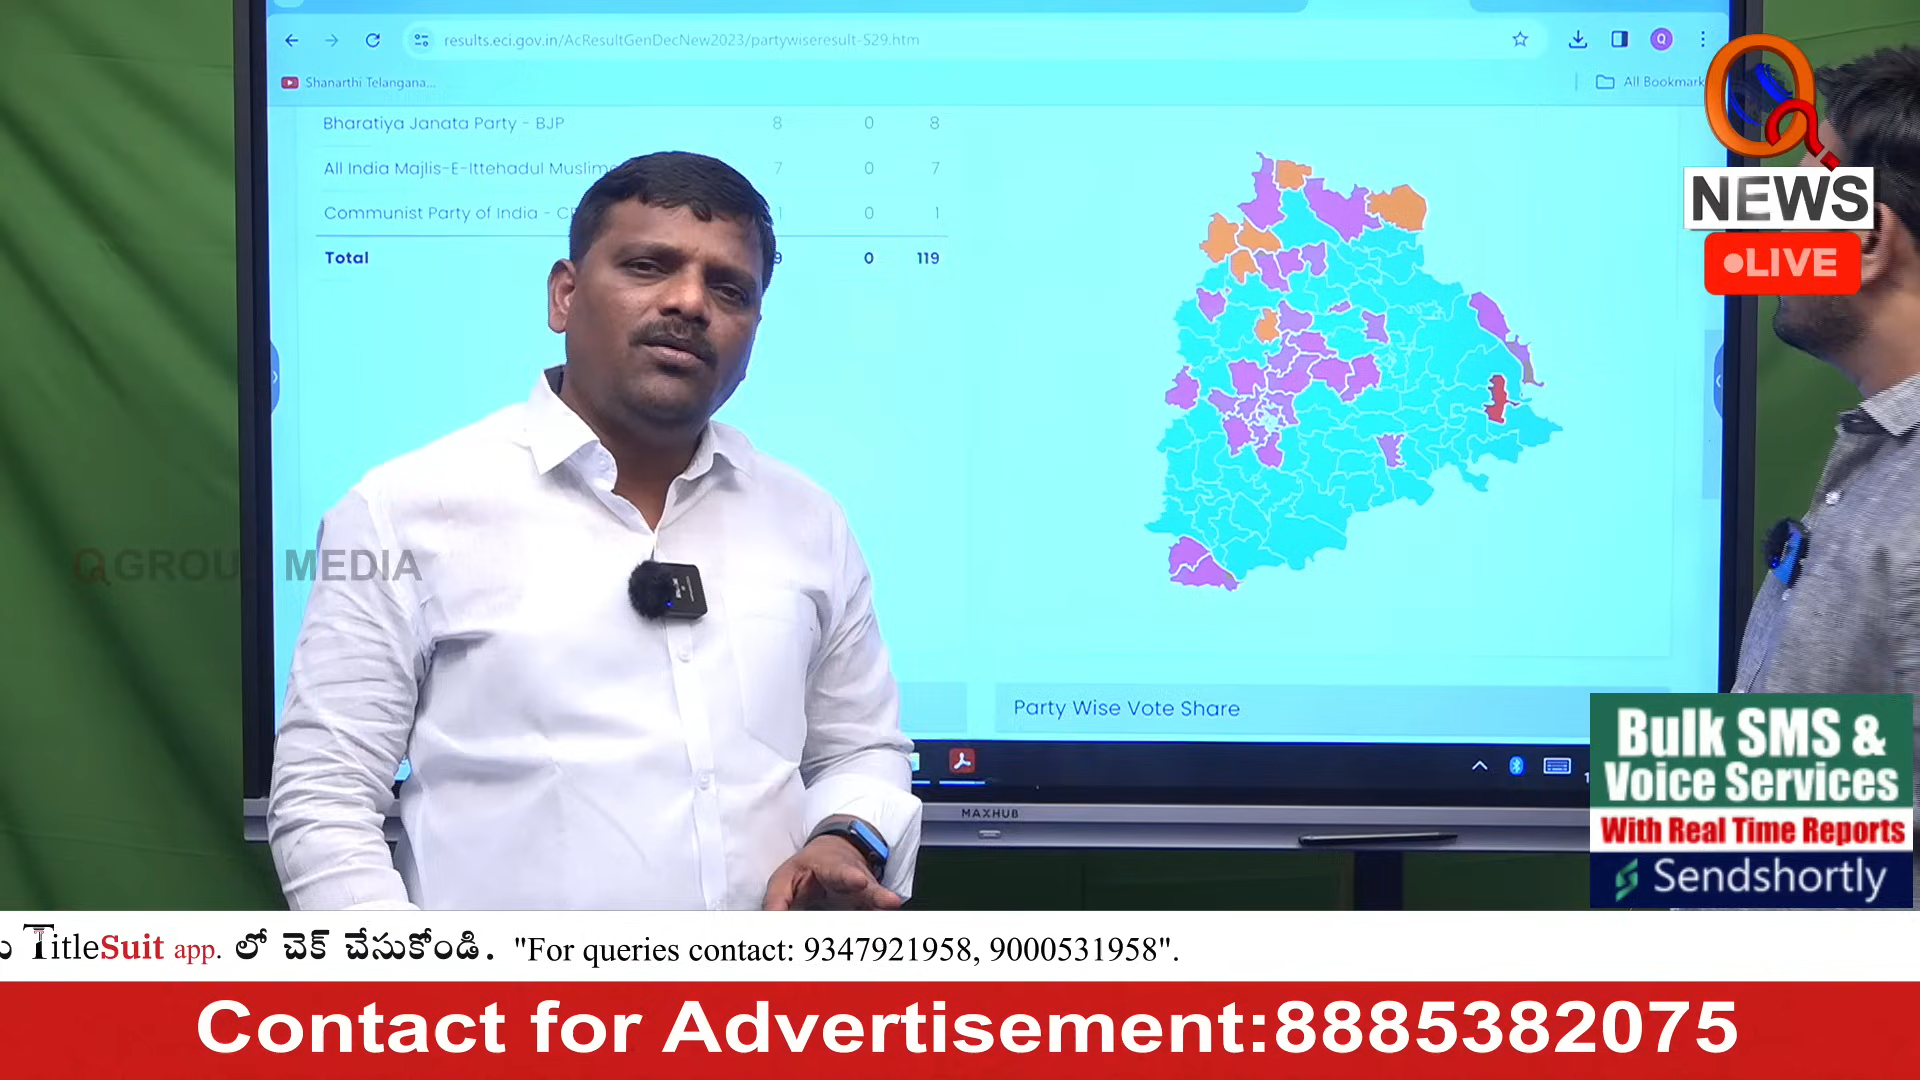 results.eci.gov.in/AcResultGenDecNew2023/partywiseresult-S29.htm
Q
Shanarthi Telangana...
All Bookmark
Bharatiya Janata Party - BJP 8 0 8
All India Majlis-E-Ittehadul 7 0 7
Communist Party of India - 1 0 1
Total 0 119
NEWS
LIVE
GROU MEDIA
Party Wise Vote Share
MAXHUB
Bulk SMS &
Voice Services
With Real Time Reports
Sendshortly
TitleSuit app. లో చెక్ చేసుకోండి. "For queries contact: 9347921958, 9000531958".
Contact for Advertisement:8885382075